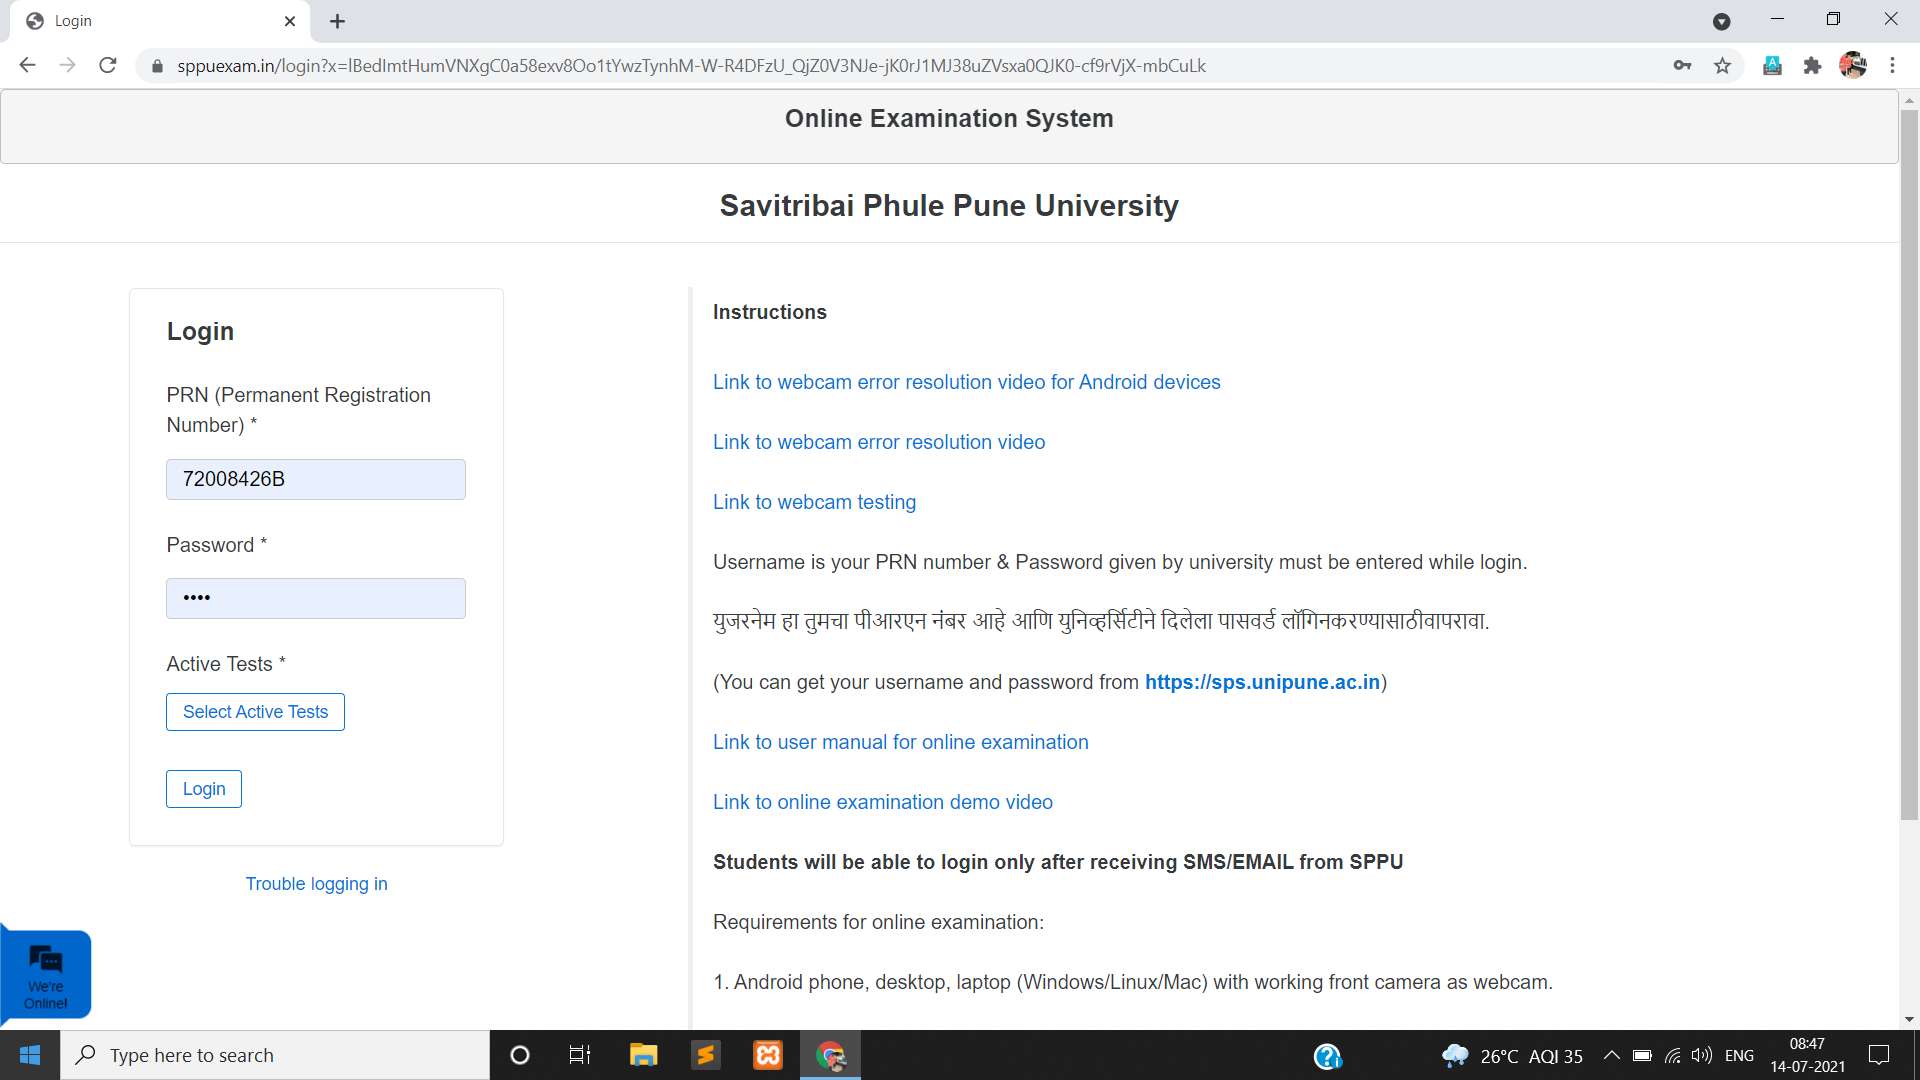 Login
sppuexam.in/login?x=lBedImtHumVNXgC0a58exv8Oo1tYwzTynhM-W-R4DFzU_QjZ0V3NJe-jK0rJ1MJ38uZVsxa0QJK0-cf9rVjX-mbCuLk
Online Examination System
Savitribai Phule Pune University
Login
PRN (Permanent Registration
Number) *
72008426B
Password *
••••
Active Tests *
Select Active Tests
Login
Trouble logging in
We're
Online!
Instructions
Link to webcam error resolution video for Android devices
Link to webcam error resolution video
Link to webcam testing
Username is your PRN number & Password given by university must be entered while login.
युजरनेम हा तुमचा पीआरएन नंबर आहे आणि युनिव्हर्सिटीने दिलेला पासवर्ड लॉगिनकरण्यासाठीवापरावा.
(You can get your username and password from https://sps.unipune.ac.in)
Link to user manual for online examination
Link to online examination demo video
Students will be able to login only after receiving SMS/EMAIL from SPPU
Requirements for online examination:
1. Android phone, desktop, laptop (Windows/Linux/Mac) with working front camera as webcam.
Type here to search
26°C AQI 35
ENG
08:47
14-07-2021